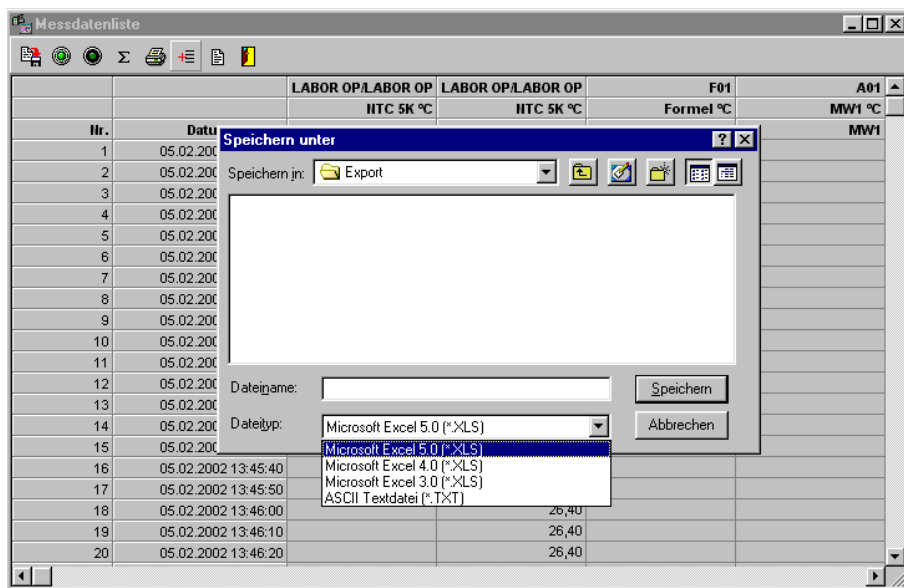 Messdatenliste
Σ
LABOR OP/LABOR OP LABOR OP/LABOR OP F01 A01
NTC 5K °C NTC 5K °C Formel °C MW1 °C
Nr. Datu MW1
Speichern unter
Speichern in: Export
1 05.02.200
2 05.02.200
3 05.02.200
4 05.02.200
5 05.02.200
6 05.02.200
7 05.02.200
8 05.02.200
9 05.02.200
10 05.02.200
11 05.02.200
12 05.02.200
13 05.02.200
14 05.02.200
15 05.02.200
Dateiname: Speichern
Dateityp: Microsoft Excel 5.0 (*.XLS) Abbrechen
Microsoft Excel 5.0 (*.XLS)
Microsoft Excel 4.0 (*.XLS)
Microsoft Excel 3.0 (*.XLS)
ASCII Textdatei (*.TXT)
16 05.02.2002 13:45:40
17 05.02.2002 13:45:50
18 05.02.2002 13:46:00 26,40
19 05.02.2002 13:46:10 26,40
20 05.02.2002 13:46:20 26,40